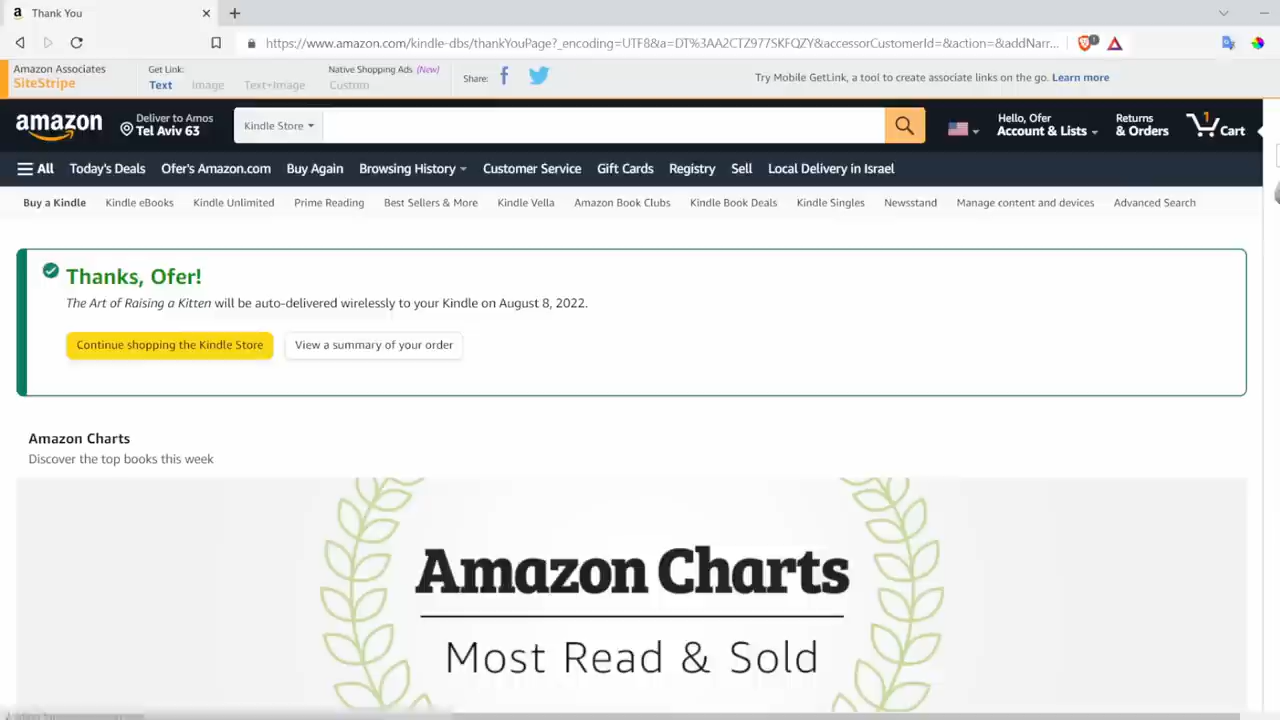 Thank You
https://www.amazon.com/kindle-dbs/thankYouPage?_encoding=UTF8&a=DT%3AA2CTZ977SKFQZY&accessorCustomerId=&action=&addNarr...
Amazon Associates
SiteStripe
Get Link:
Text Image Text+Image
Native Shopping Ads (New)
Custom
Share:
Try Mobile GetLink, a tool to create associate links on the go. Learn more
amazon
Deliver to Amos
Tel Aviv 63
Kindle Store
Hello, Ofer
Account & Lists
Returns
& Orders
1
Cart
All Today's Deals Ofer's Amazon.com Buy Again Browsing History Customer Service Gift Cards Registry Sell Local Delivery in Israel
Buy a Kindle Kindle eBooks Kindle Unlimited Prime Reading Best Sellers & More Kindle Vella Amazon Book Clubs Kindle Book Deals Kindle Singles Newsstand Manage content and devices Advanced Search
Thanks, Ofer!
The Art of Raising a Kitten will be auto-delivered wirelessly to your Kindle on August 8, 2022.
Continue shopping the Kindle Store View a summary of your order
Amazon Charts
Discover the top books this week
Amazon Charts
Most Read & Sold